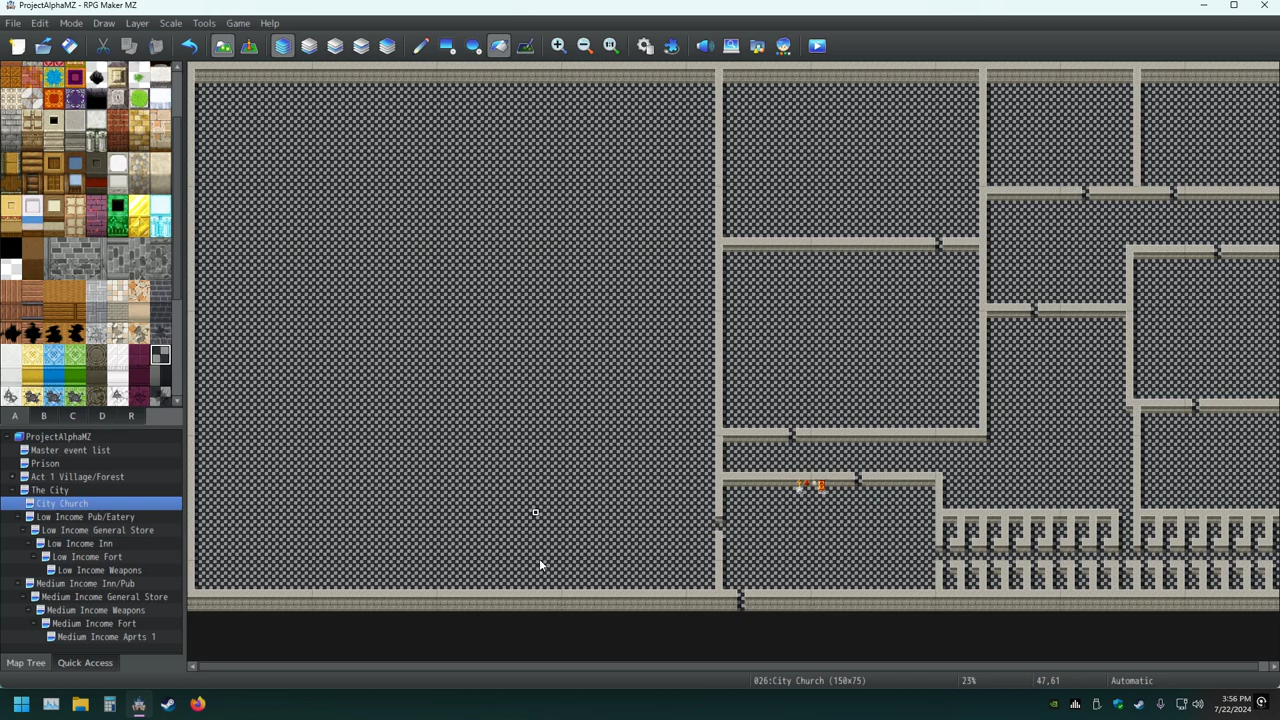 ProjectAlphaMZ - RPG Maker MZ
File Edit Mode Draw Layer Scale Tools Game Help
A B C D R
ProjectAlphaMZ
Master event list
Prison
Act 1 Village/Forest
The City
City Church
Low Income Pub/Eatery
Low Income General Store
Low Income Inn
Low Income Fort
Low Income Weapons
Medium Income Inn/Pub
Medium Income General Store
Medium Income Weapons
Medium Income Fort
Medium Income Aprts 1
Map Tree Quick Access
026:City Church (150x75) 23% 47,61 Automatic
3:56 PM
7/22/2024